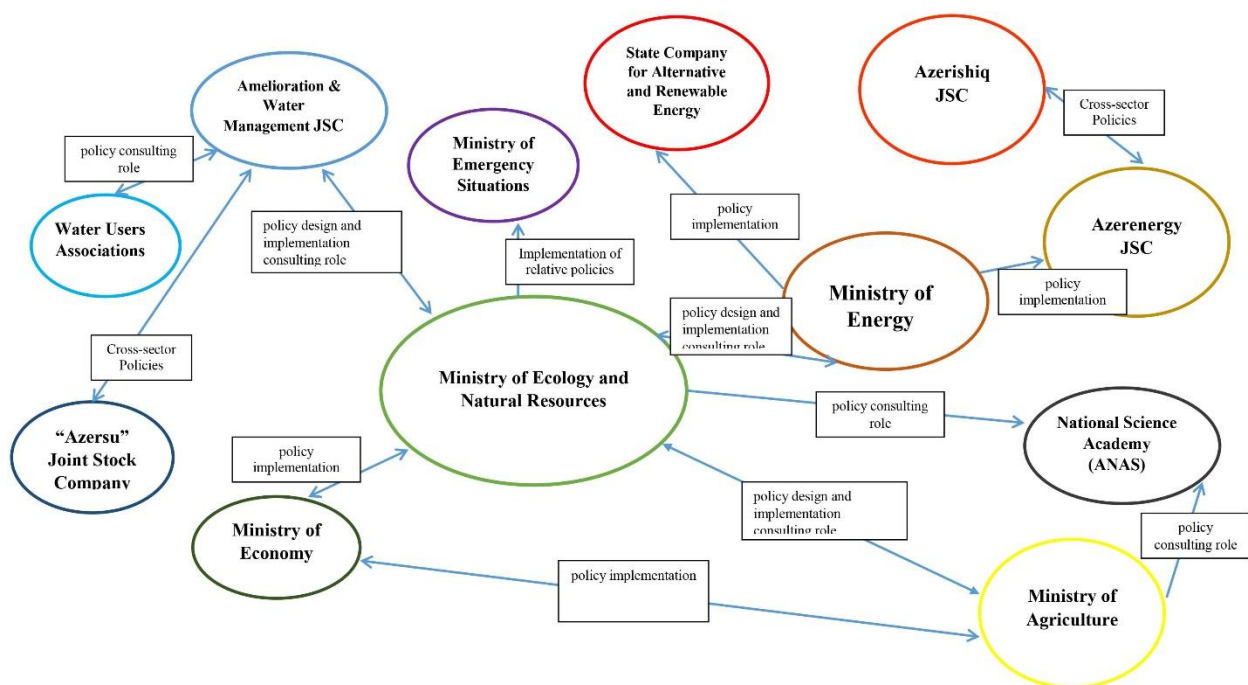 State Company
for Alternative
and Renewable
Energy
Azerishiq
JSC
Amelioration &
Water
Management JSC
Cross-sector
Policies
Ministry of
Emergency
Situations
policy consulting
role
Water Users
Associations
policy design and
implementation
consulting role
Implementation of
relative policies
policy
implementation
Azerenergy
JSC
policy
implementation
Ministry of
Energy
policy design and
implementation
consulting role
Cross-sector
Policies
Ministry of Ecology and
Natural Resources
policy consulting
role
National Science
Academy
(ANAS)
“Azersu”
Joint Stock
Company
policy
implementation
policy design and
implementation
consulting role
policy
consulting role
Ministry of
Economy
policy implementation
Ministry of
Agriculture